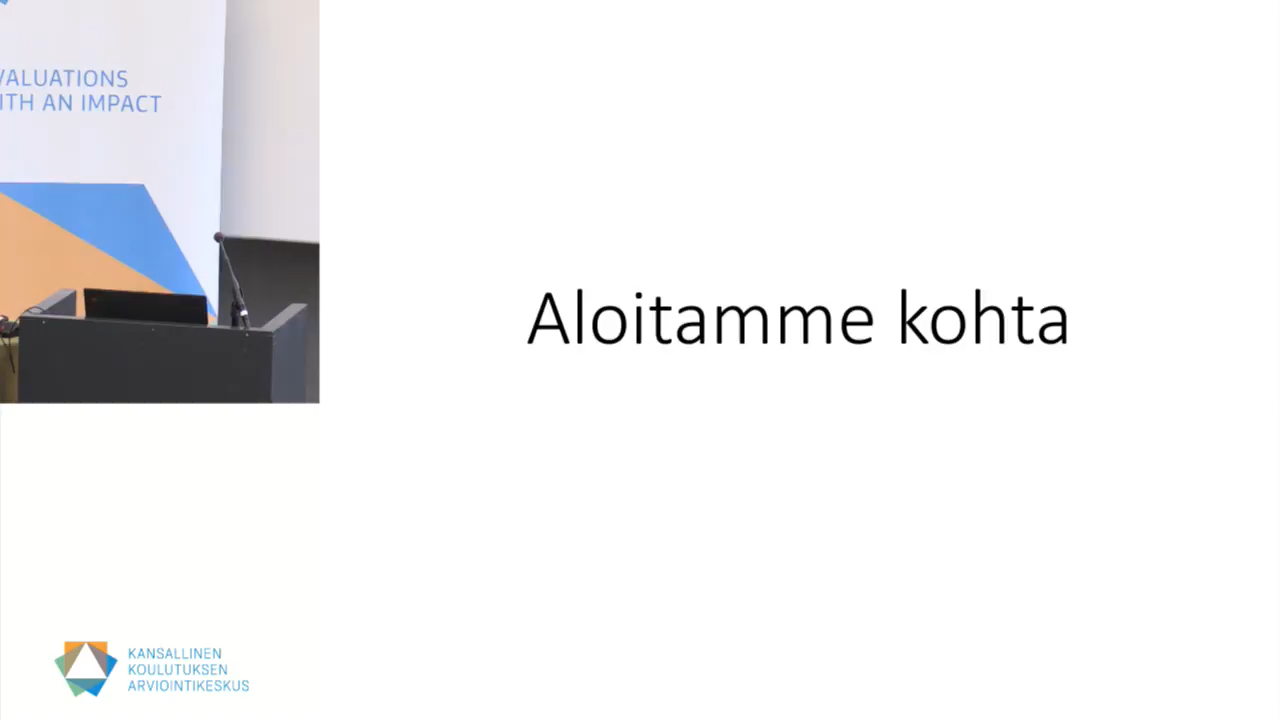 VALUATIONS
ITH AN IMPACT
Aloitamme kohta
KANSALLINEN
KOULUTUKSEN
ARVIOINTIKESKUS